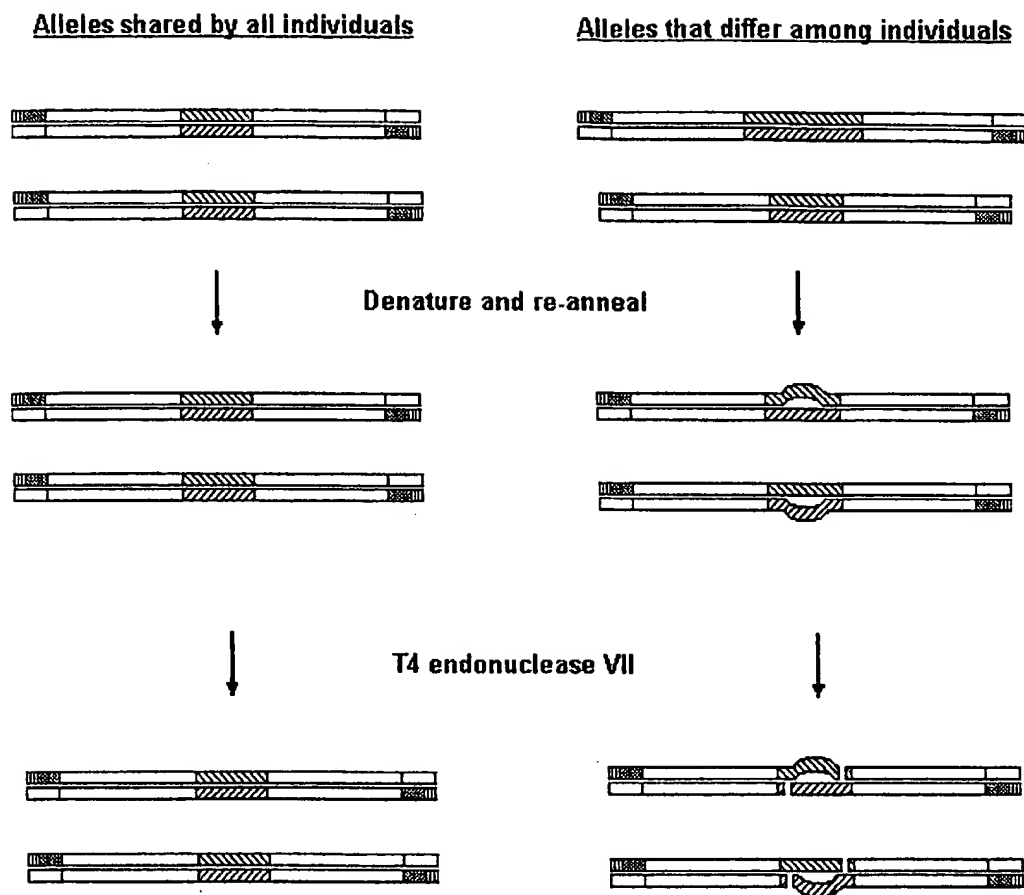 Alleles shared by all individuals
Alleles that differ among individuals
Denature and re-anneal
T4 endonuclease VII